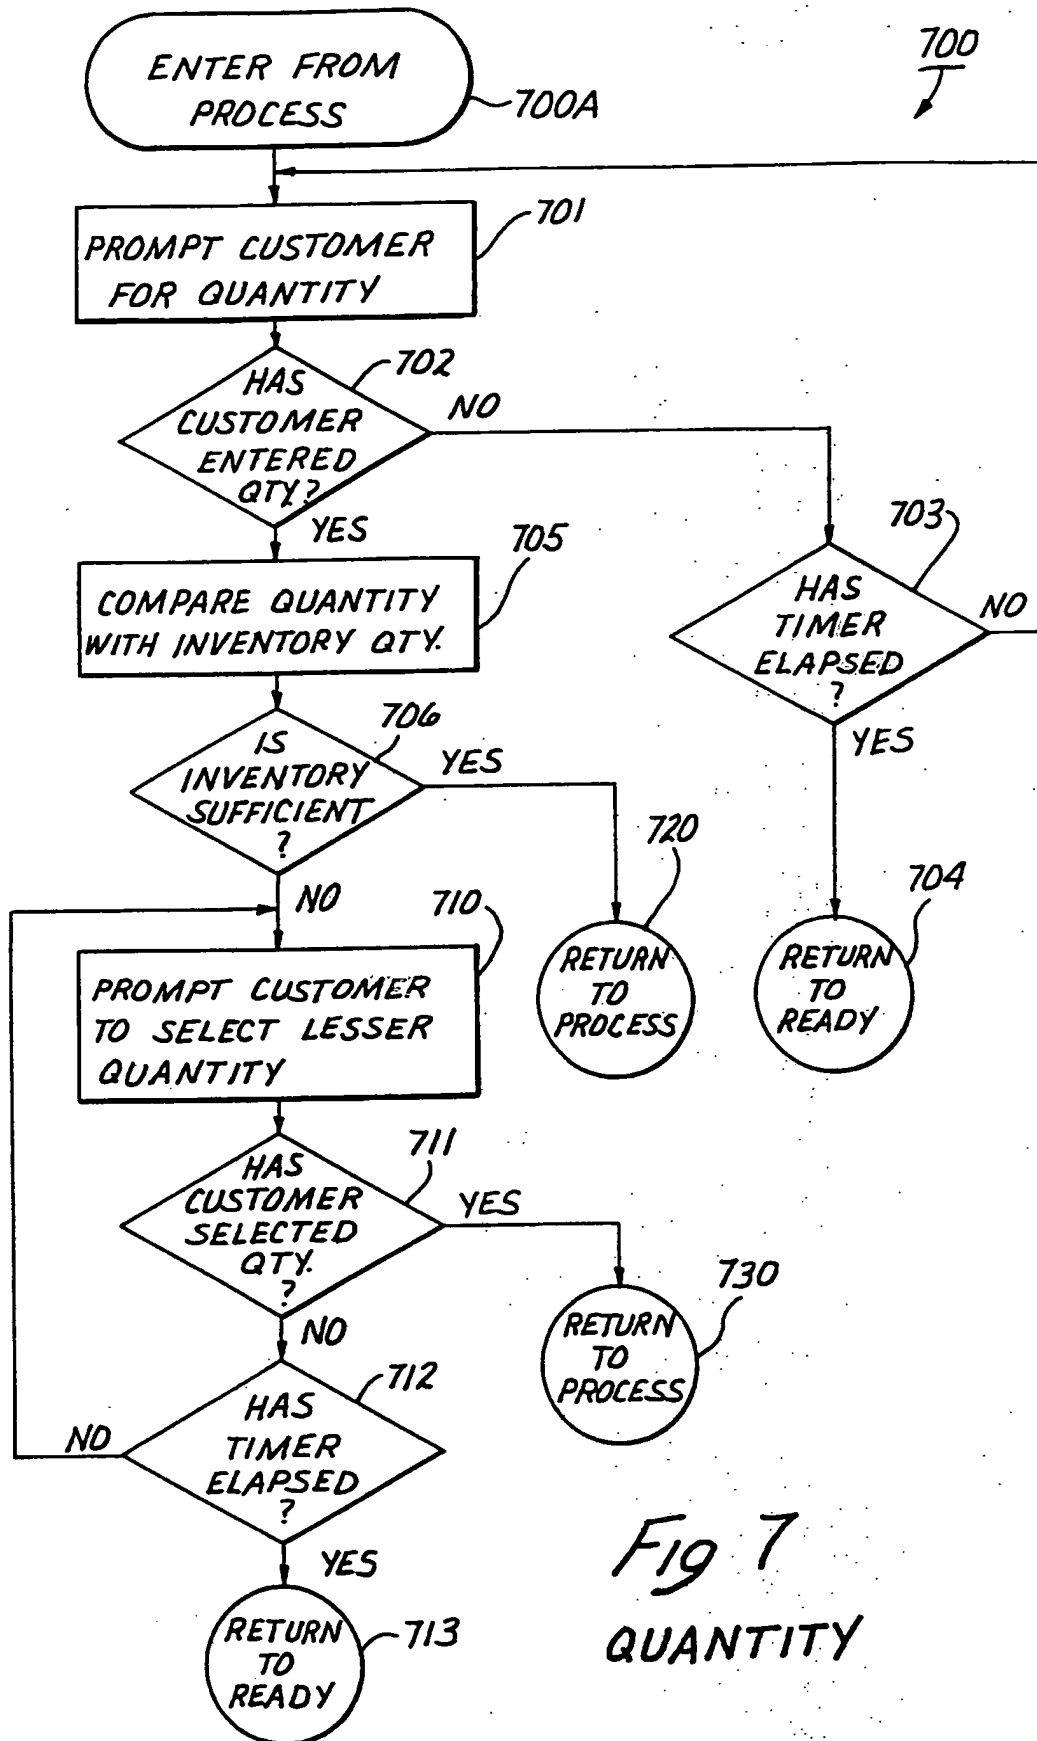 ENTER FROM
PROCESS
700A
700
701
PROMPT CUSTOMER
FOR QUANTITY
702
HAS
CUSTOMER
ENTERED
QTY.?
NO
YES
703
HAS
TIMER
ELAPSED
?
NO
YES
705
COMPARE QUANTITY
WITH INVENTORY QTY.
706
IS
INVENTORY
SUFFICIENT
?
YES
NO
720
RETURN
TO
PROCESS
704
RETURN
TO
READY
710
PROMPT CUSTOMER
TO SELECT LESSER
QUANTITY
711
HAS
CUSTOMER
SELECTED
QTY.
?
YES
NO
730
RETURN
TO
PROCESS
712
HAS
TIMER
ELAPSED
?
NO
YES
713
RETURN
TO
READY
Fig 7
QUANTITY